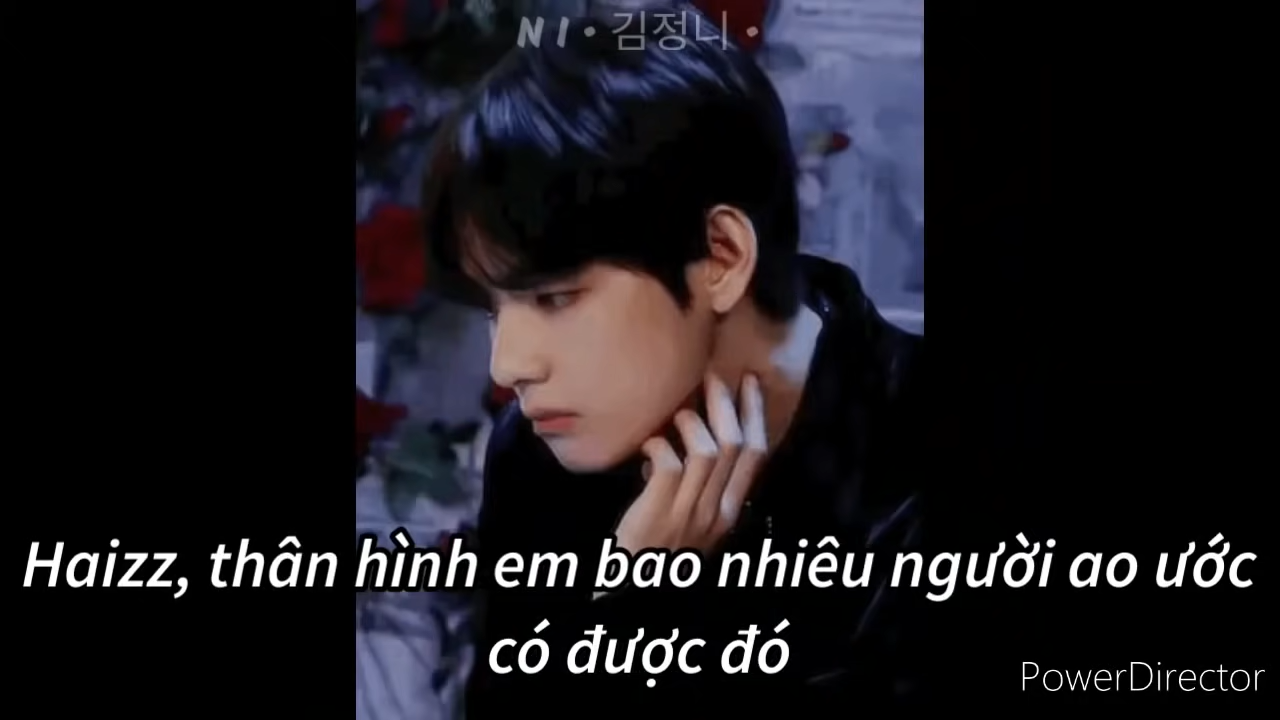 NI • 김정니 •
Haizz, thân hình em bao nhiêu người ao ước
có được đó
PowerDirector